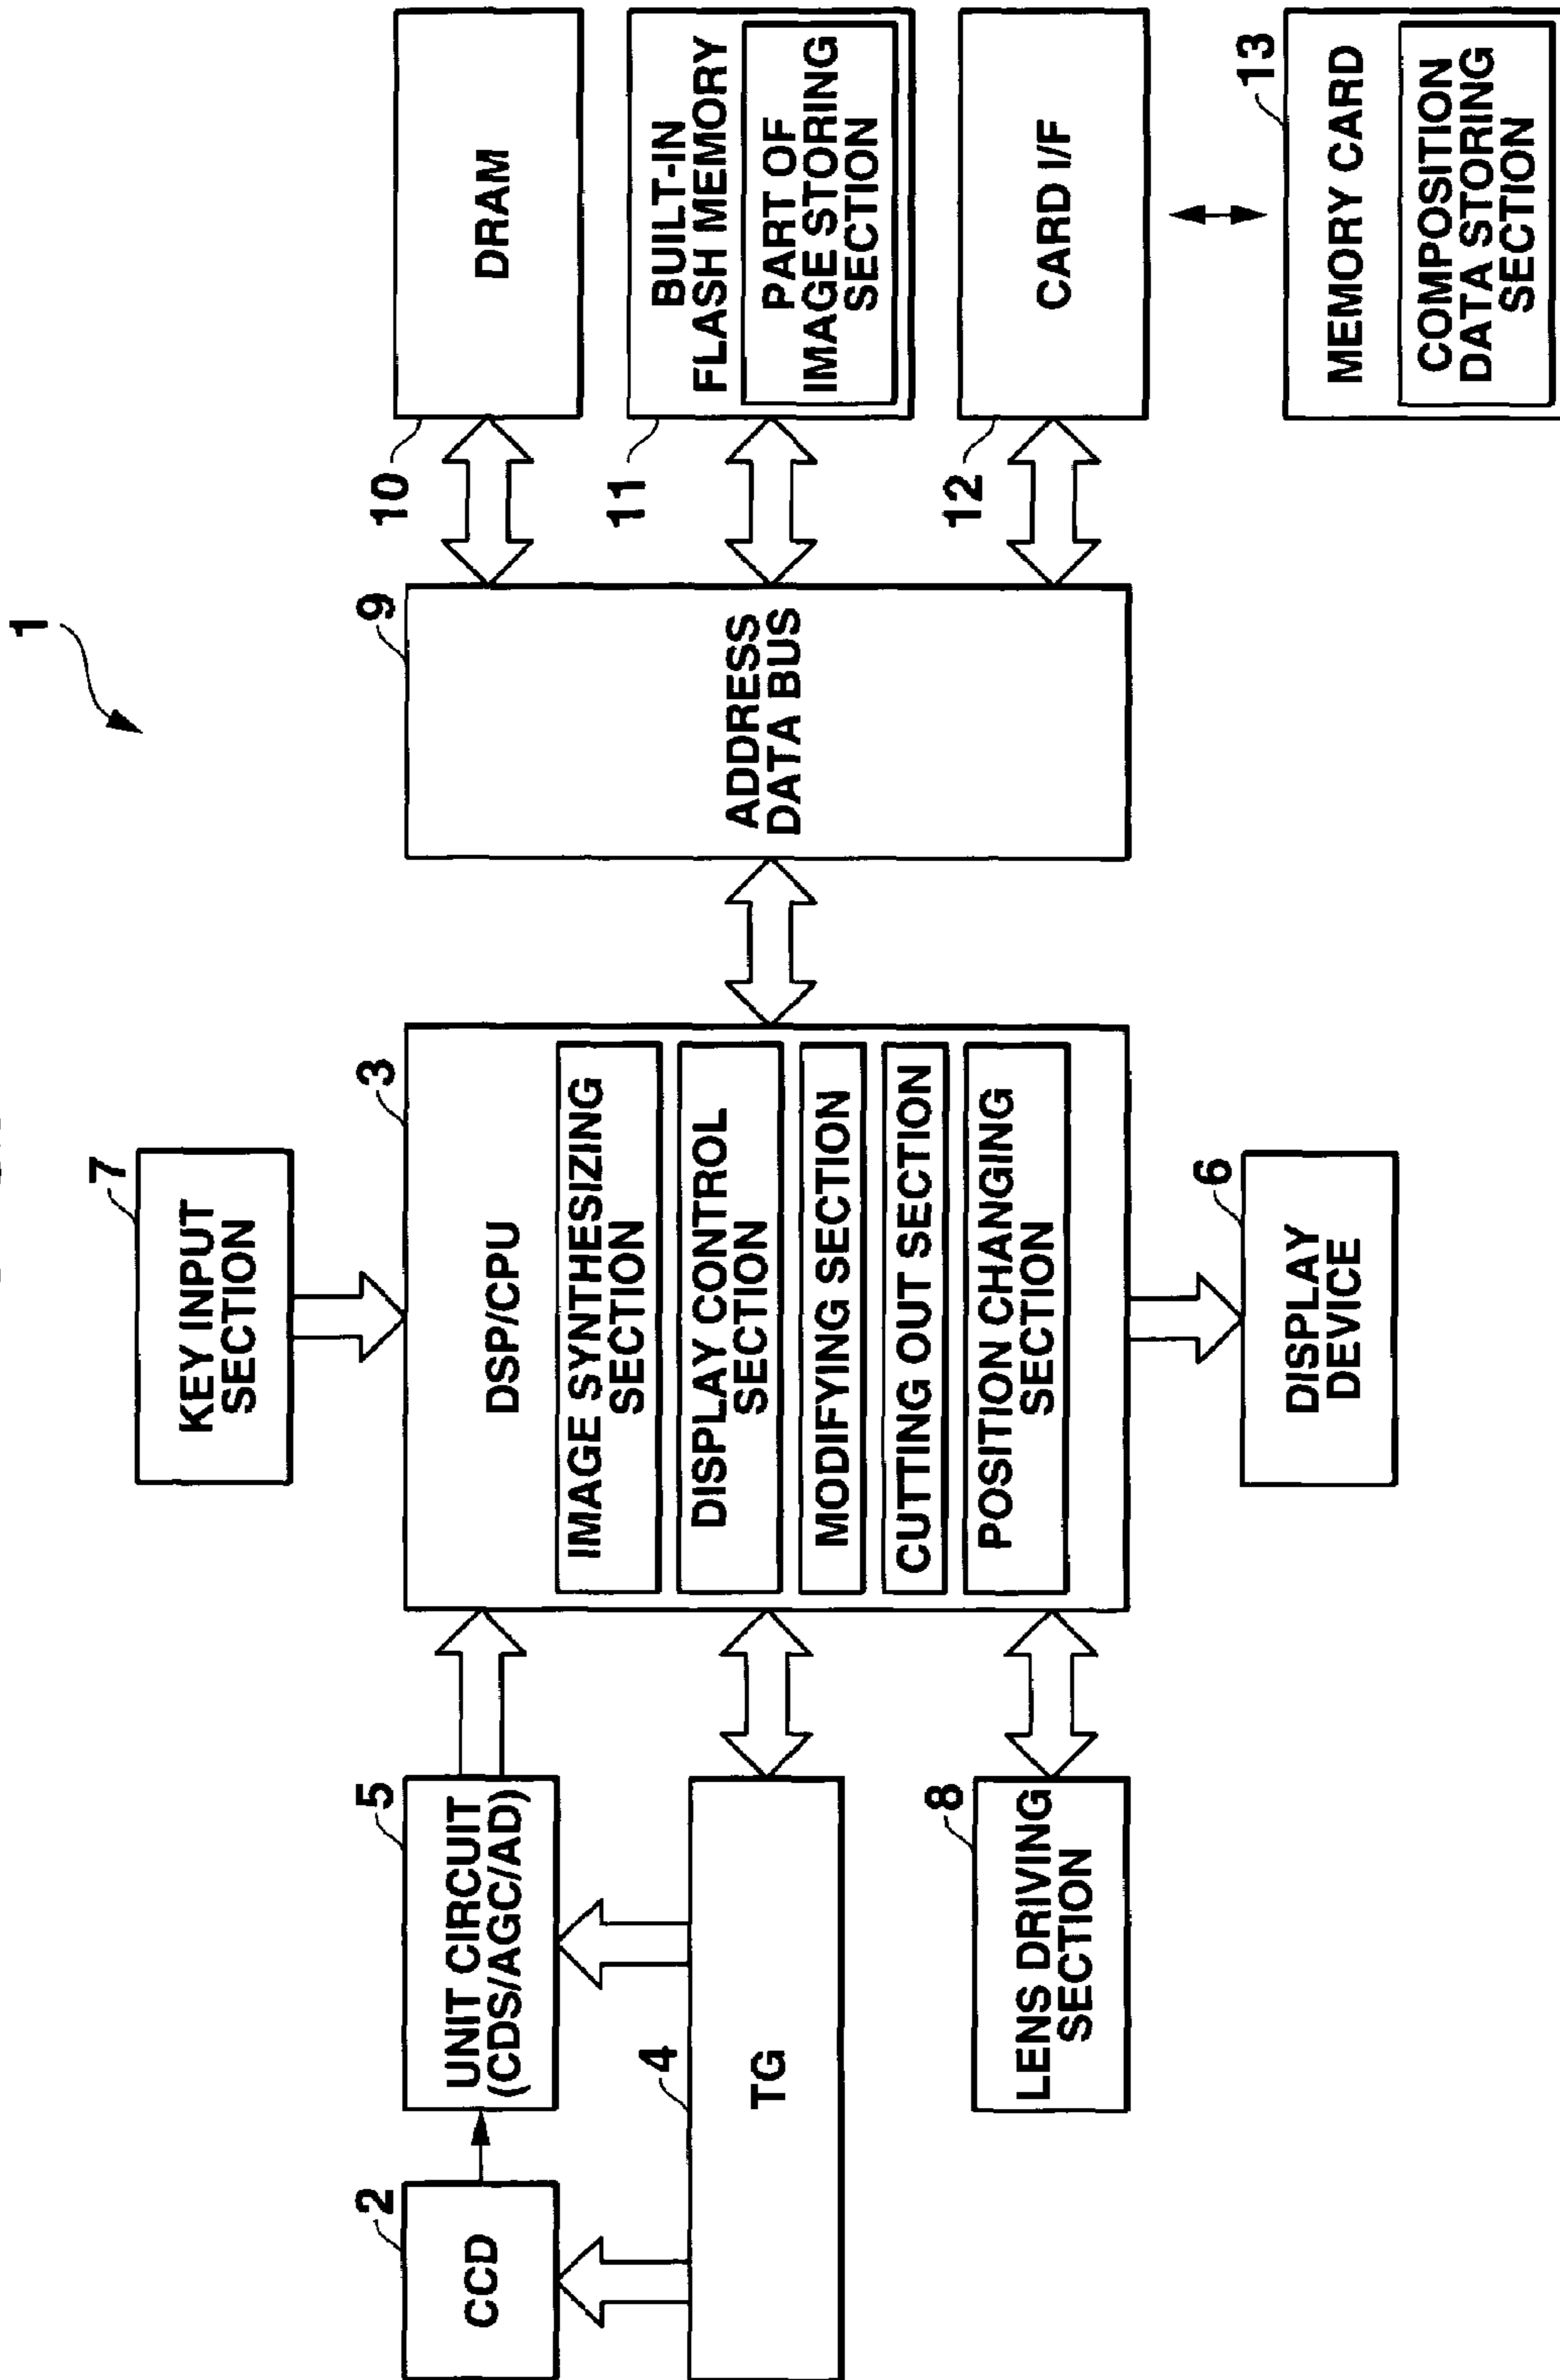 1
7
KEY INPUT
SECTION
2
CCD
5
UNIT CIRCUIT
(CDS/AGC/AD)
4
TG
8
LENS DRIVING
SECTION
3
DSP/CPU
IMAGE SYNTHESIZING
SECTION
DISPLAY CONTROL
SECTION
MODIFYING SECTION
CUTTING OUT SECTION
POSITION CHANGING
SECTION
6
DISPLAY
DEVICE
9
ADDRESS
DATA BUS
10
DRAM
11
BUILT-IN
FLASH MEMORY
PART OF
IMAGE STORING
SECTION
12
CARD I/F
13
MEMORY CARD
COMPOSITION
DATA STORING
SECTION